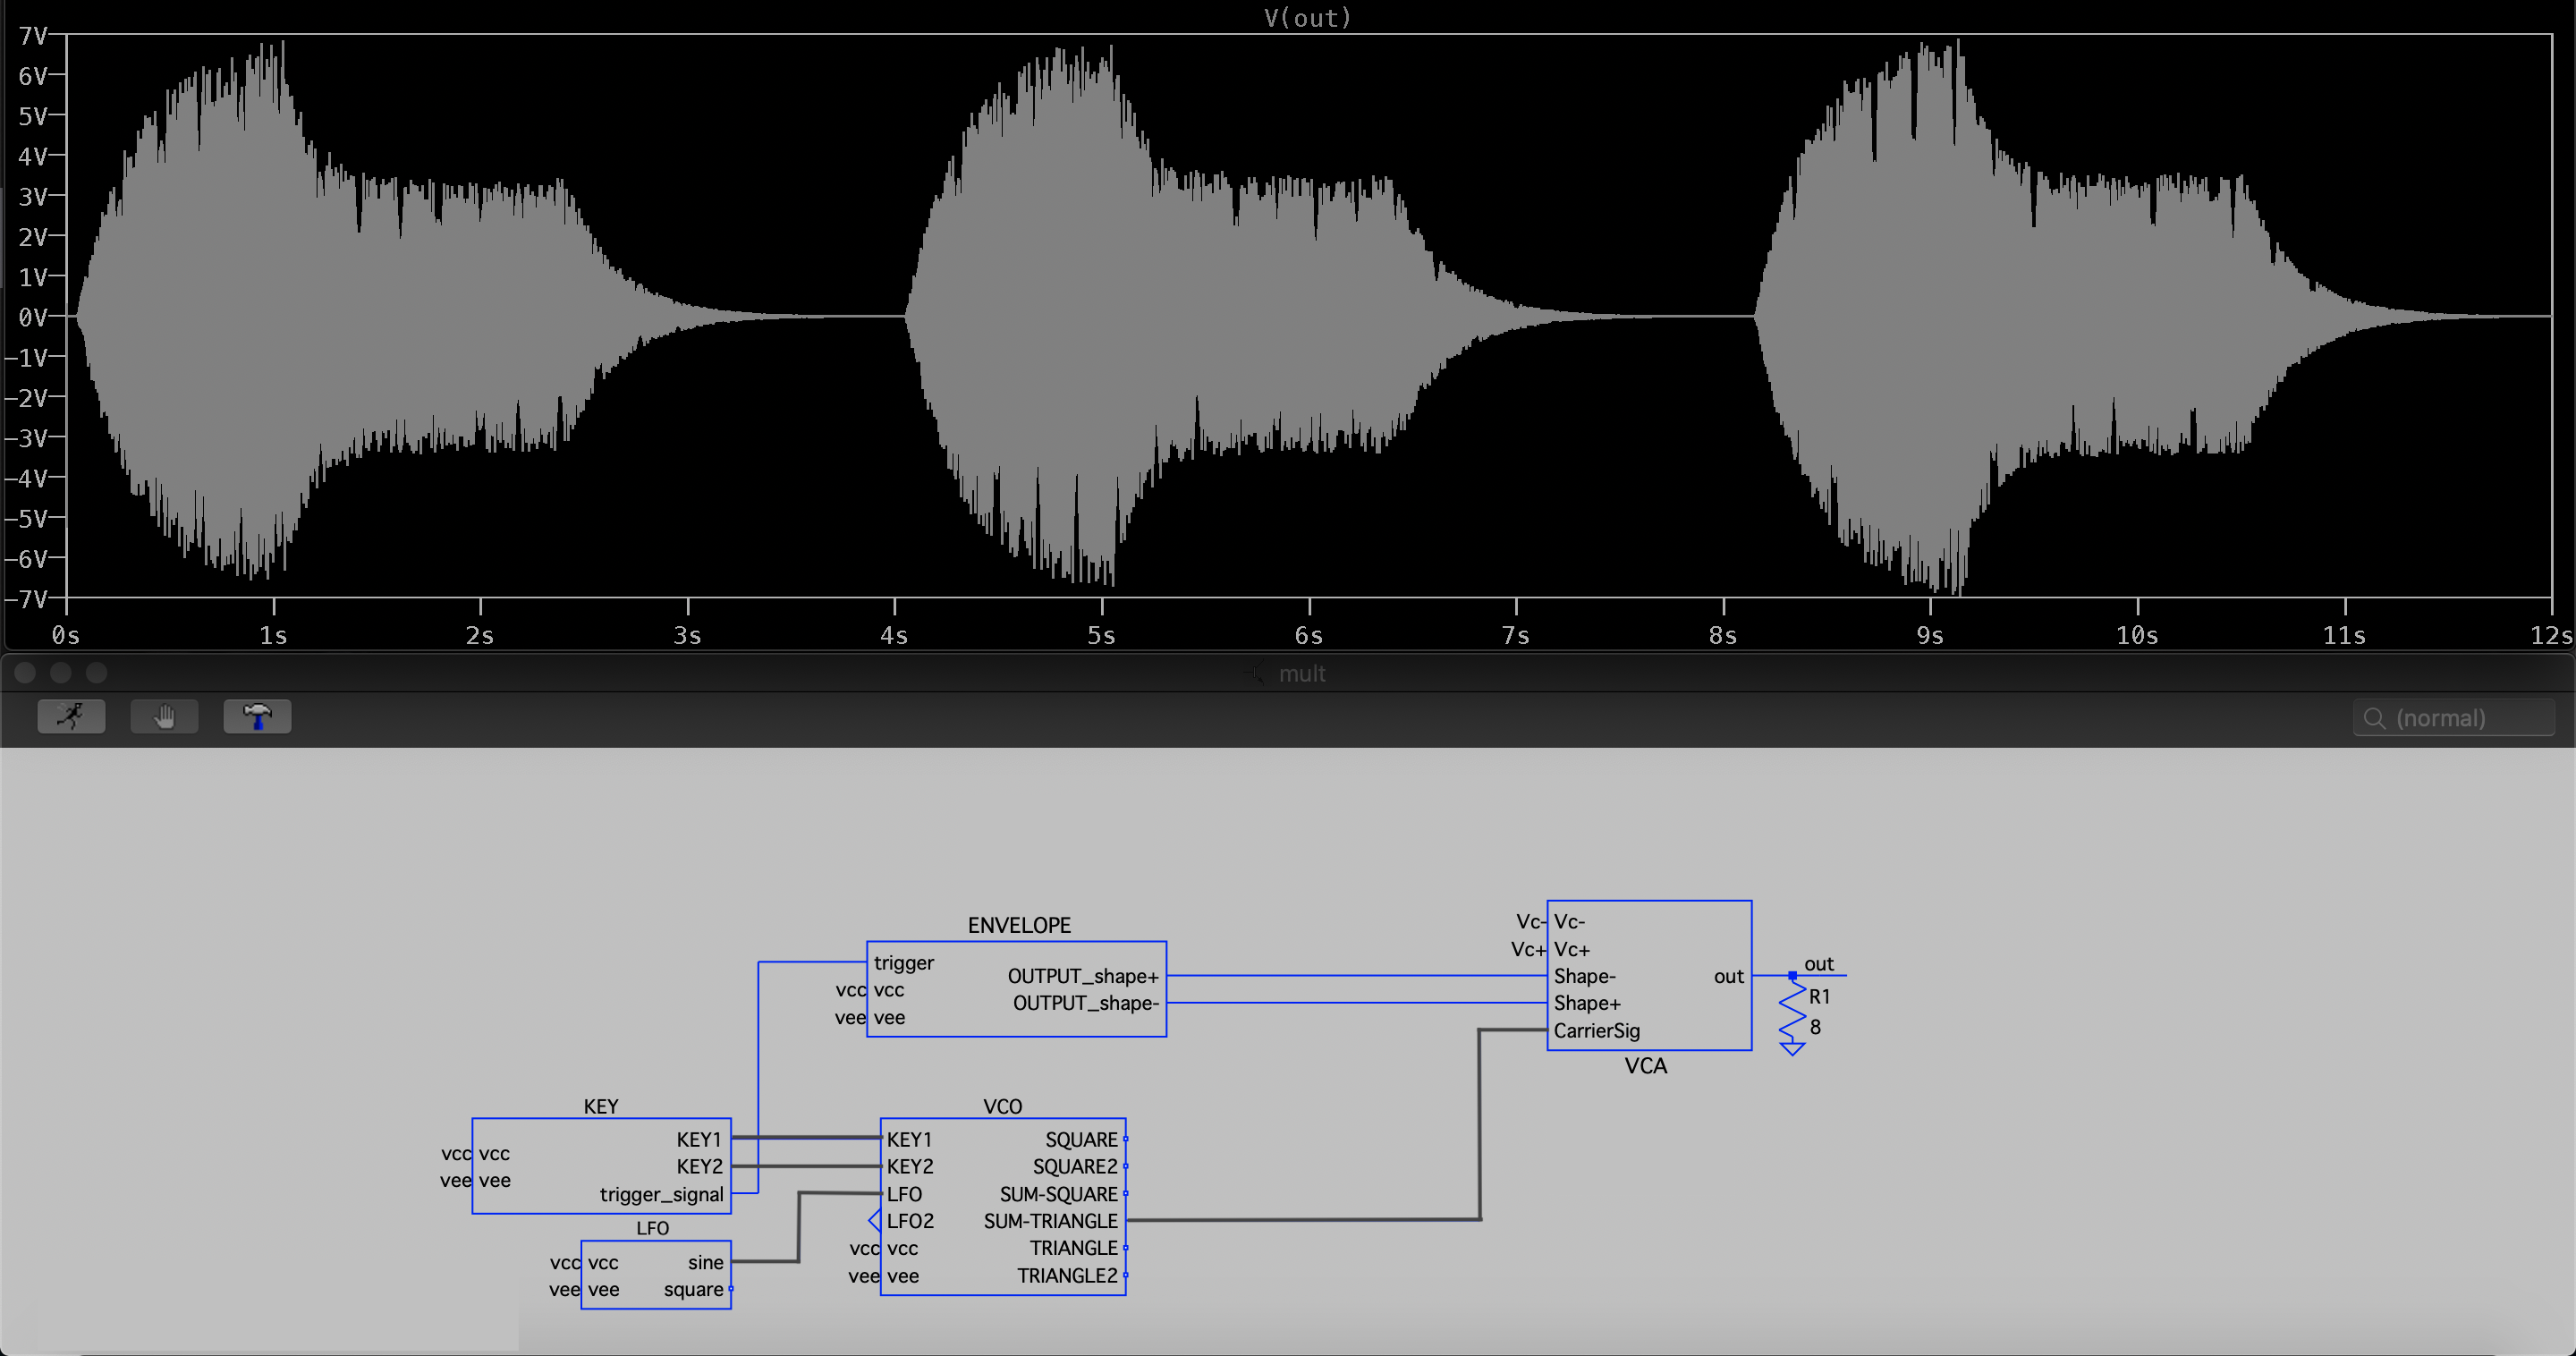 V(out)
7V
6V
5V
4V
3V
2V
1V
0V
-1V
-2V
-3V
-4V
-5V
-6V
-7V
0s 1s 2s 3s 4s 5s 6s 7s 8s 9s 10s 11s 12s
mult
(normal)
ENVELOPE
trigger
OUTPUT_shape+
vcc vcc
OUTPUT_shape-
vee vee
Vc- Vc-
Vc+ Vc+
Shape- out
Shape+
CarrierSig
VCA
out
R1
8
KEY
KEY1
vcc vcc
KEY2
vee vee
trigger_signal
LFO
vcc vcc sine
vee vee square
VCO
KEY1 SQUARE
KEY2 SQUARE2
LFO SUM-SQUARE
LFO2 SUM-TRIANGLE
vcc vcc TRIANGLE
vee vee TRIANGLE2